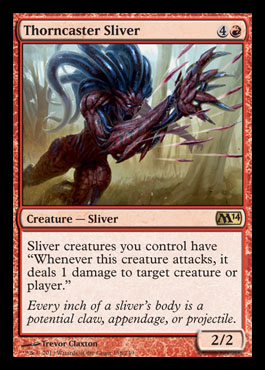 Thorncaster Sliver 4
Creature — Sliver M14
Sliver creatures you control have
“Whenever this creature attacks, it
deals 1 damage to target creature or
player.”
Every inch of a sliver’s body is a
potential claw, appendage, or projectile.
Trevor Claxton
2/2